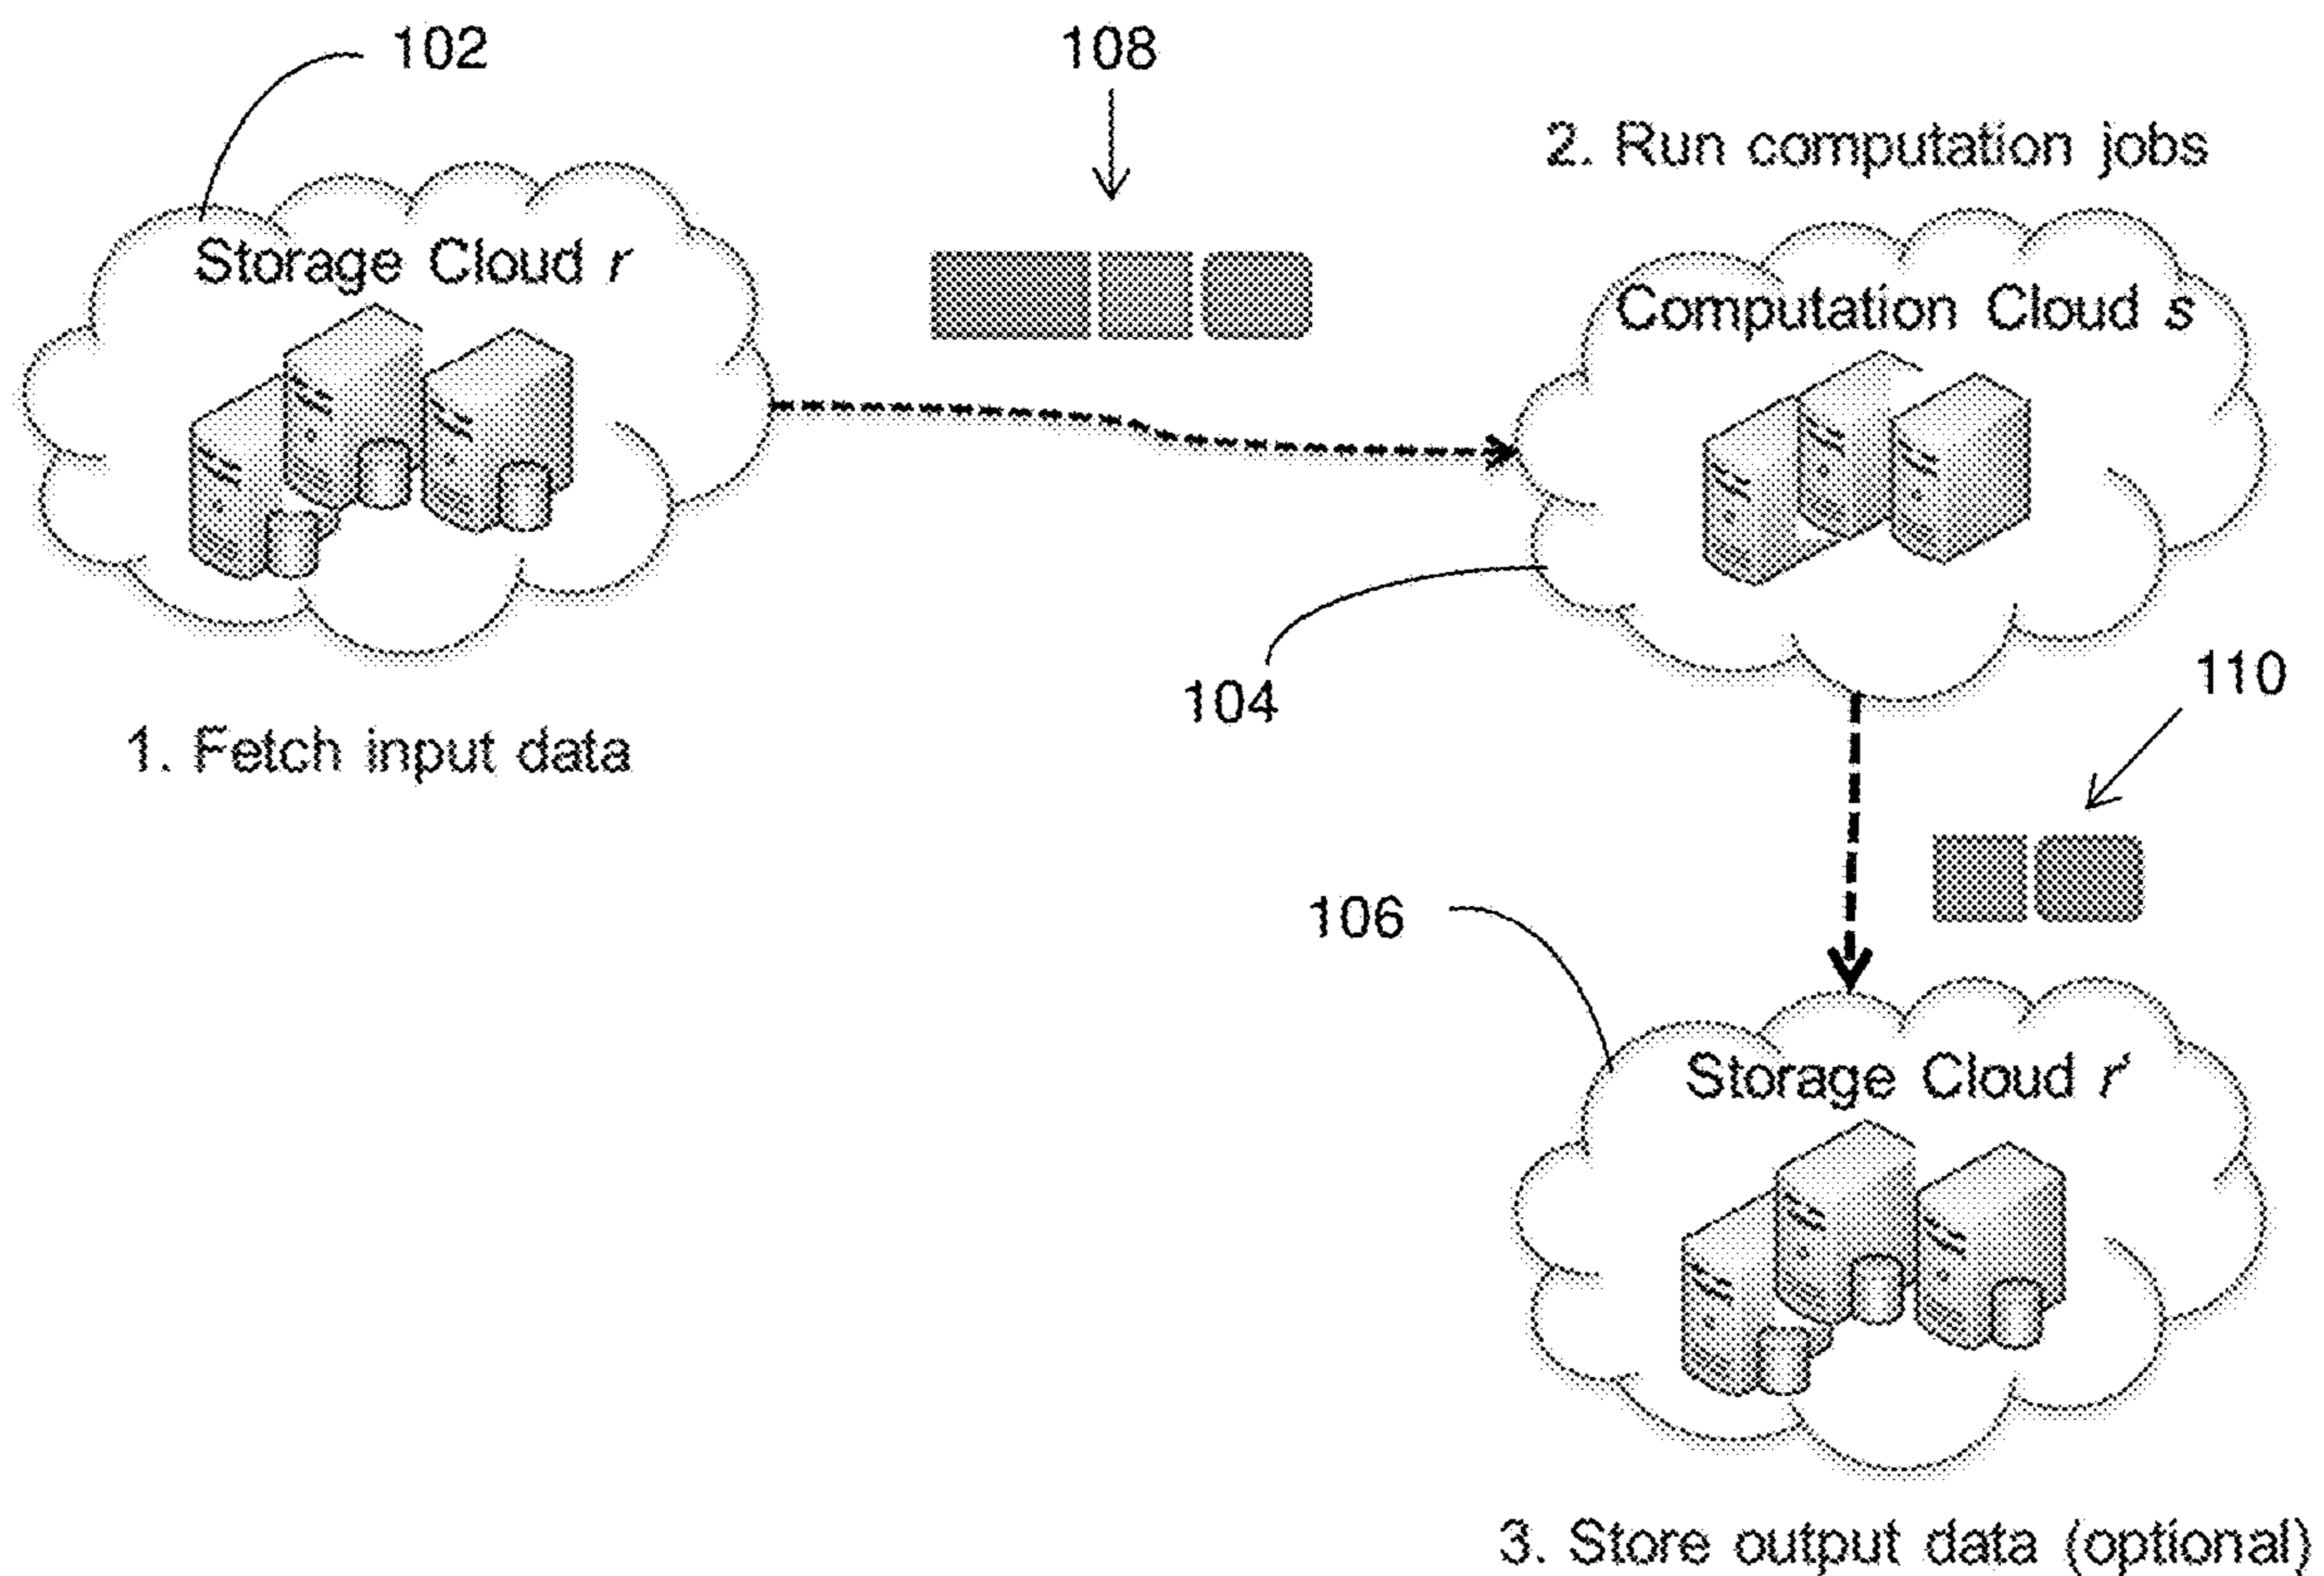 102
108
2. Run computation jobs
Storage Cloud r
Computation Cloud s
104
110
1. Fetch input data
106
Storage Cloud r'
3. Store output data (optional)